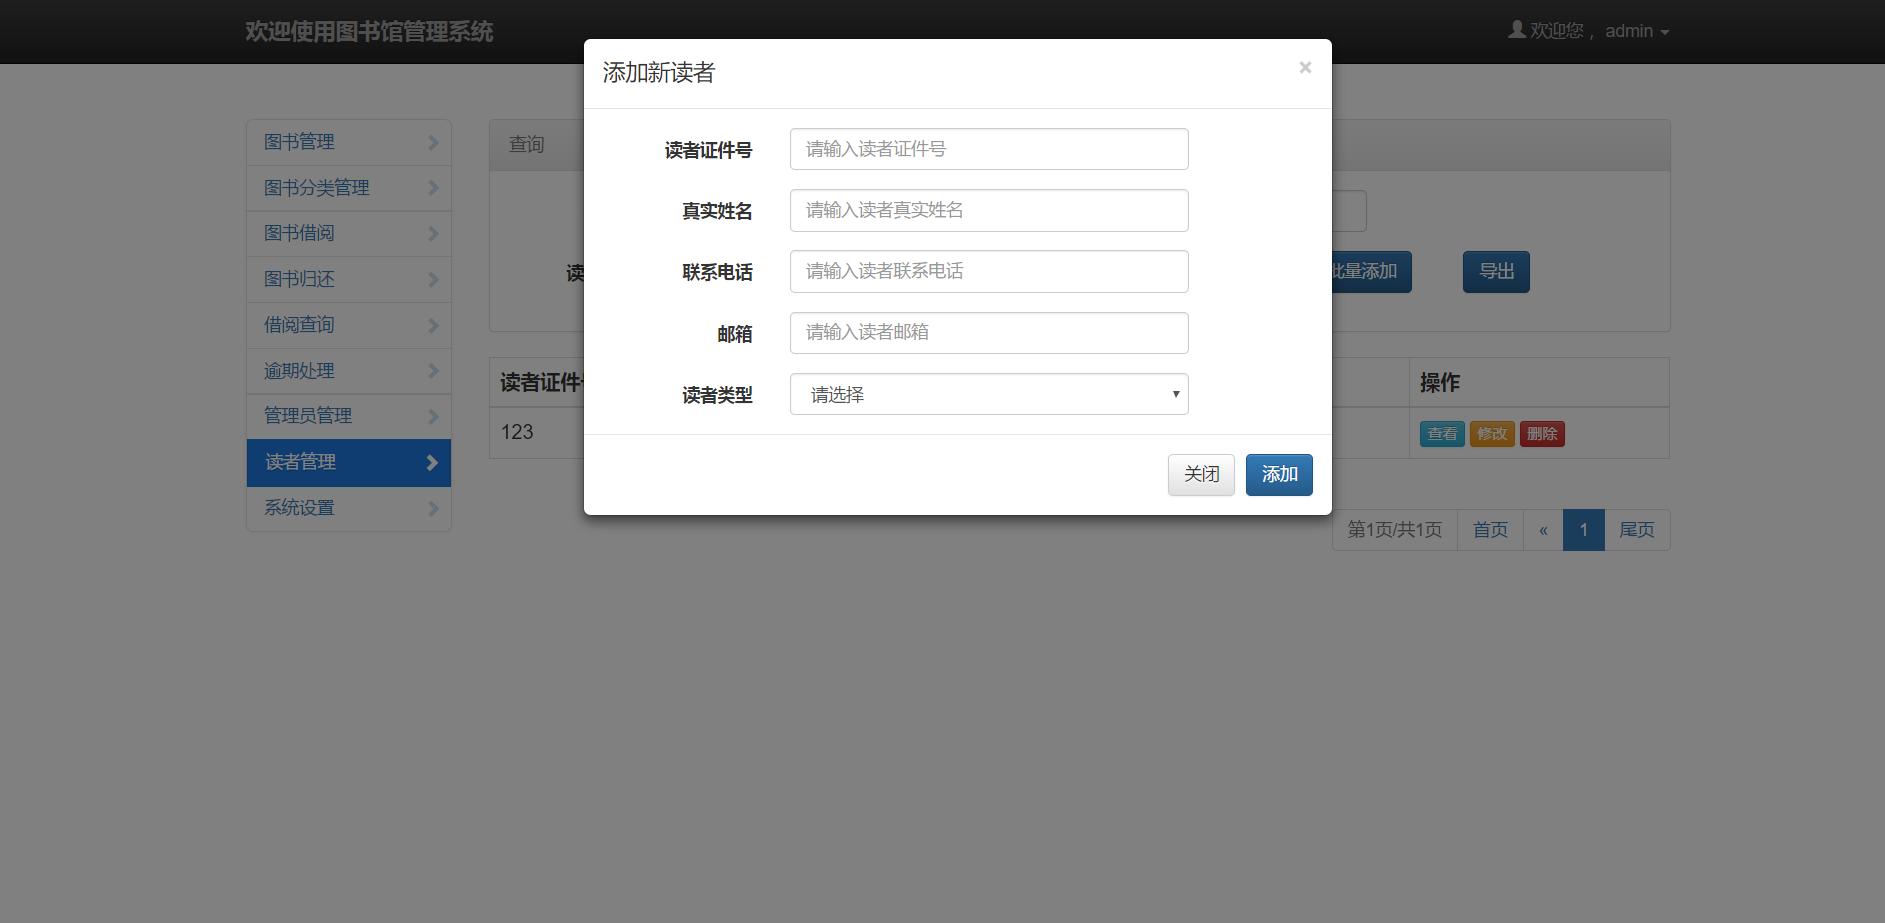 欢迎使用图书馆管理系统
欢迎您， admin
添加新读者
×
图书管理
图书分类管理
图书借阅
图书归还
借阅查询
逾期处理
管理员管理
读者管理
系统设置
查询
读者证件号 请输入读者证件号
真实姓名 请输入读者真实姓名
联系电话 请输入读者联系电话
邮箱 请输入读者邮箱
读者类型 请选择
关闭 添加
读
批量添加 导出
读者证件号 操作
123 查看 修改 删除
第1页/共1页 首页 « 1 尾页